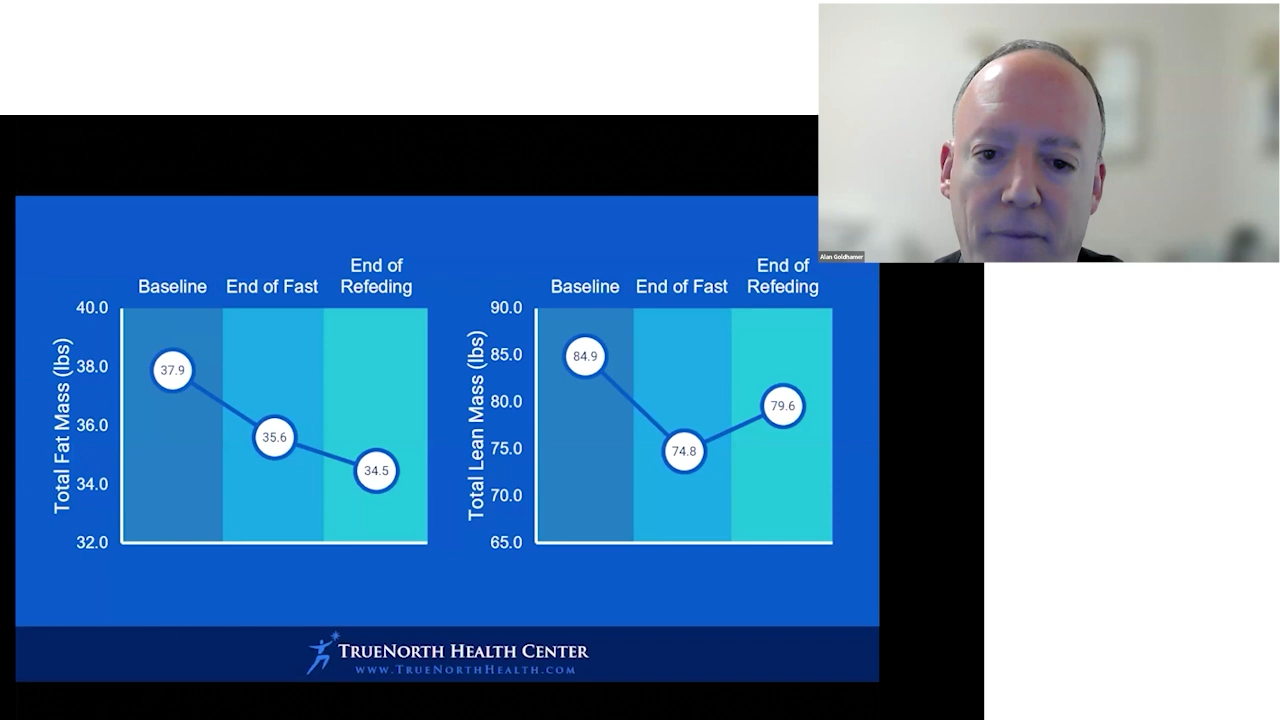 Alan Goldhamer
Baseline
End of Fast
End of
Refeding
Total Fat Mass (lbs)
40.0
38.0
36.0
34.0
32.0
37.9
35.6
34.5
Baseline
End of Fast
End of
Refeding
Total Lean Mass (lbs)
90.0
85.0
80.0
75.0
70.0
65.0
84.9
74.8
79.6
TrueNorth Health Center
www.TrueNorthHealth.com